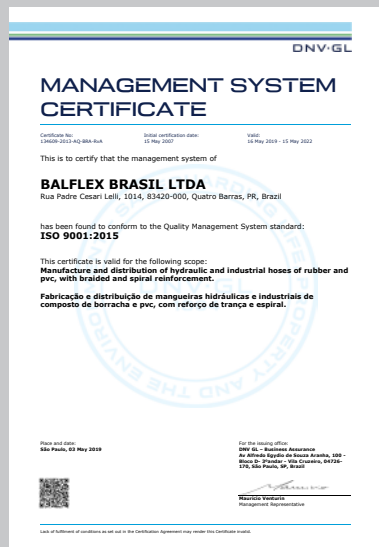 DNV·GL
MANAGEMENT SYSTEM
CERTIFICATE
Certificate No:
134609-2013-AQ-BRA-RvA
Initial certification date:
15 May 2007
Valid:
16 May 2019 - 15 May 2022
This is to certify that the management system of
BALFLEX BRASIL LTDA
Rua Padre Cesari Lelli, 1014, 83420-000, Quatro Barras, PR, Brazil
has been found to conform to the Quality Management System standard:
ISO 9001:2015
This certificate is valid for the following scope:
Manufacture and distribution of hydraulic and industrial hoses of rubber and
pvc, with braided and spiral reinforcement.
Fabricação e distribuição de mangueiras hidráulicas e industriais de
composto de borracha e pvc, com reforço de trança e espiral.
Place and date:
São Paulo, 03 May 2019
For the issuing office:
DNV GL – Business Assurance
Av Alfredo Egydio de Souza Aranha, 100 -
Bloco D- 3ºandar - Vila Cruzeiro, 04726-
170, São Paulo, SP, Brazil
Mauricio Venturin
Management Representative
Lack of fulfilment of conditions as set out in the Certification Agreement may render this Certificate invalid.